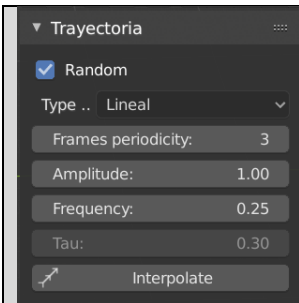 Trayectoria
Random
Type .. Lineal
Frames periodicity: 3
Amplitude: 1.00
Frequency: 0.25
Tau: 0.30
Interpolate